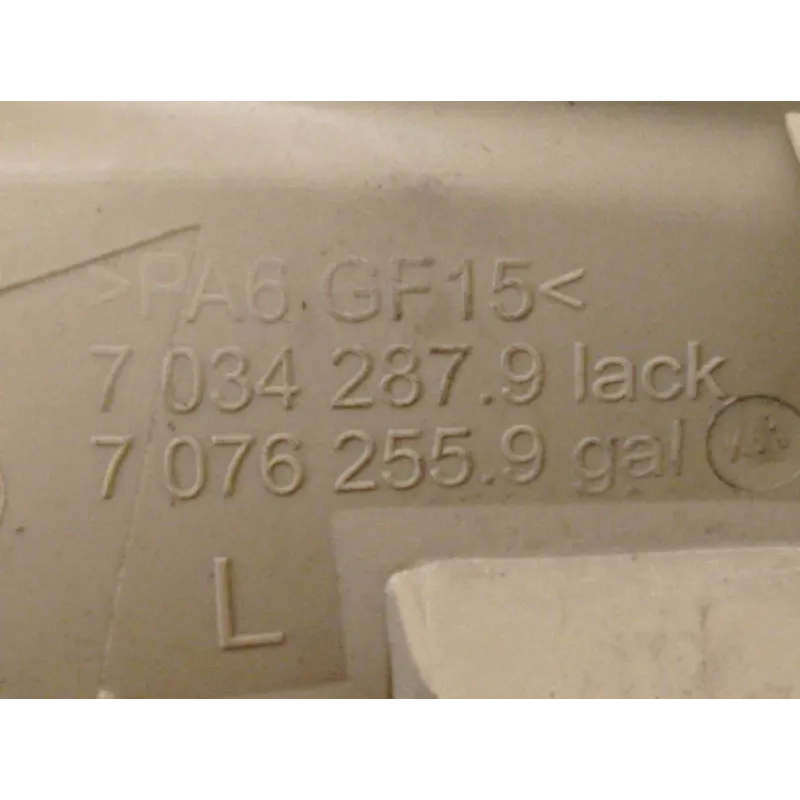 >PA6 GF15<
7 034 287.9 lack
7 076 255.9 gal
L